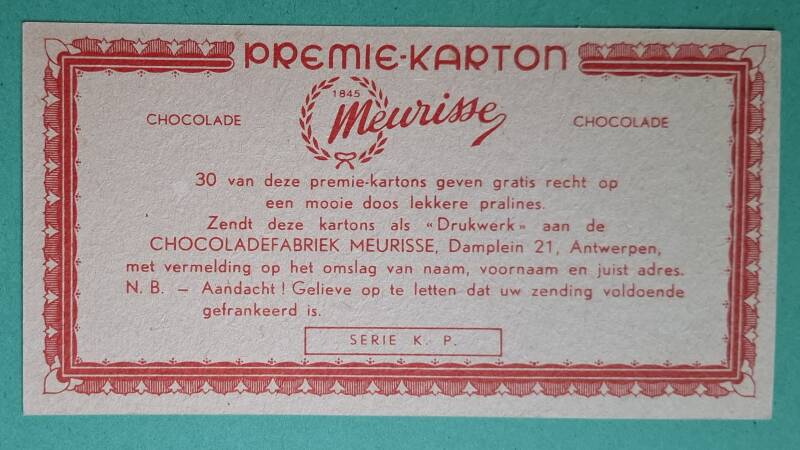 PREMIE-KARTON
1845
CHOCOLADE Meurisse CHOCOLADE
30 van deze premie-kartons geven gratis recht op
een mooie doos lekkere pralines.
Zendt deze kartons als « Drukwerk » aan de
CHOCOLADEFABRIEK MEURISSE, Damplein 21, Antwerpen,
met vermelding op het omslag van naam, voornaam en juist adres.
N. B. — Aandacht ! Gelieve op te letten dat uw zending voldoende
gefrankeerd is.
SERIE K. P.